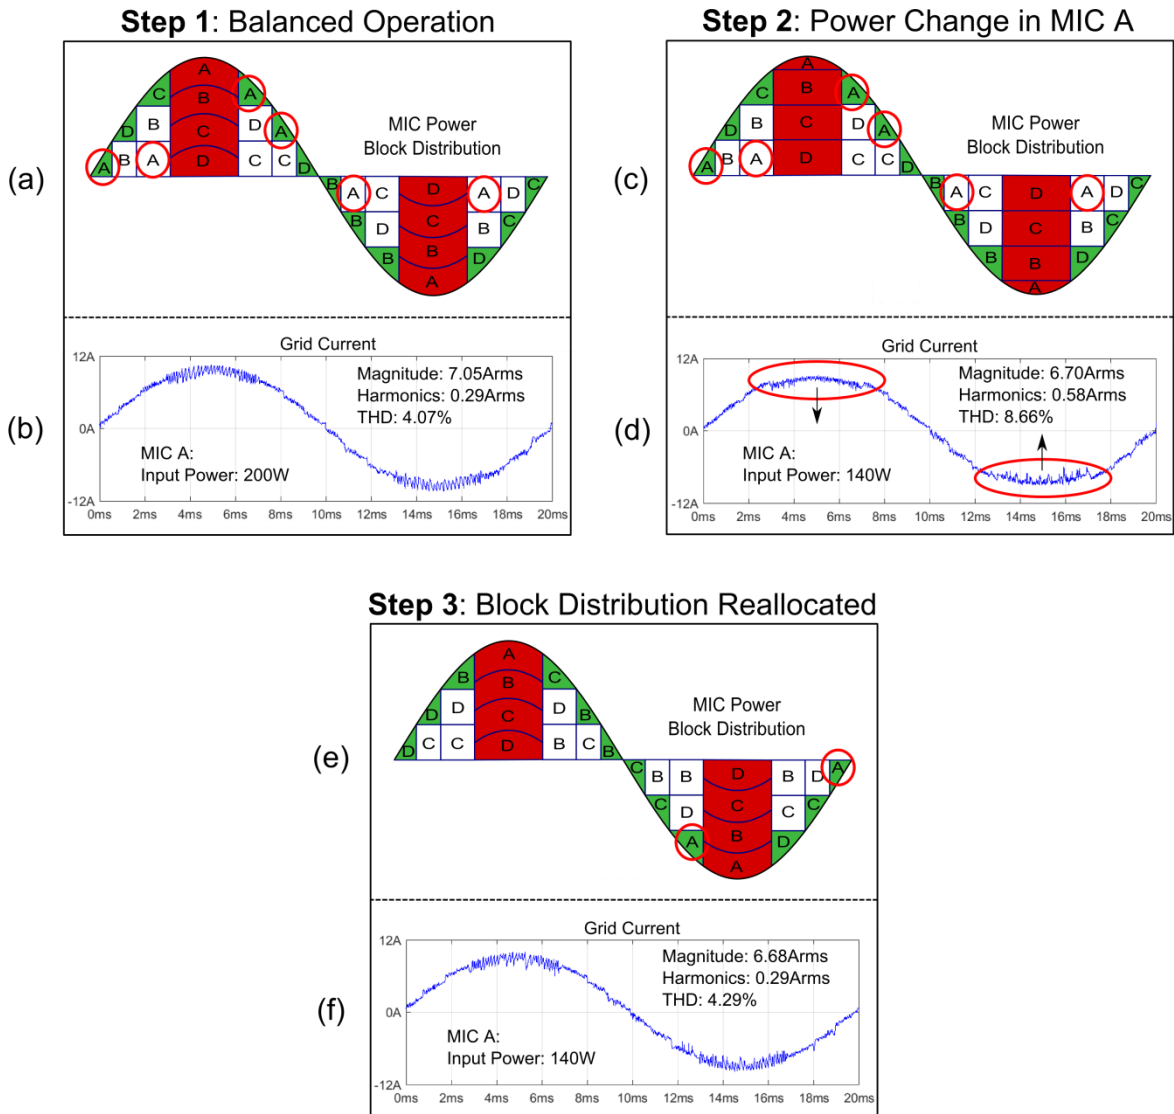 Step 1: Balanced Operation
Step 2: Power Change in MIC A
(a)
A
B
C
D
C
A
B
D
D
A
A
B
A
C
C
D
MIC Power
Block Distribution
B
A
C
D
A
D
C
B
D
C
B
C
B
B
D
A
(b)
Grid Current
12A
0A
-12A
Magnitude: 7.05Arms
Harmonics: 0.29Arms
THD: 4.07%
MIC A:
Input Power: 200W
0ms 2ms 4ms 6ms 8ms 10ms 12ms 14ms 16ms 18ms 20ms
(c)
A
B
C
D
C
A
B
D
D
A
A
B
A
C
C
D
MIC Power
Block Distribution
B
A
C
D
A
D
C
B
D
C
B
C
B
B
D
A
(d)
Grid Current
12A
0A
-12A
Magnitude: 6.70Arms
Harmonics: 0.58Arms
THD: 8.66%
MIC A:
Input Power: 140W
0ms 2ms 4ms 6ms 8ms 10ms 12ms 14ms 16ms 18ms 20ms
Step 3: Block Distribution Reallocated
(e)
A
B
C
D
B
C
D
D
D
B
D
C
C
B
C
B
MIC Power
Block Distribution
C
B
B
D
B
D
A
C
D
C
C
C
A
B
D
A
(f)
Grid Current
12A
0A
-12A
Magnitude: 6.68Arms
Harmonics: 0.29Arms
THD: 4.29%
MIC A:
Input Power: 140W
0ms 2ms 4ms 6ms 8ms 10ms 12ms 14ms 16ms 18ms 20ms